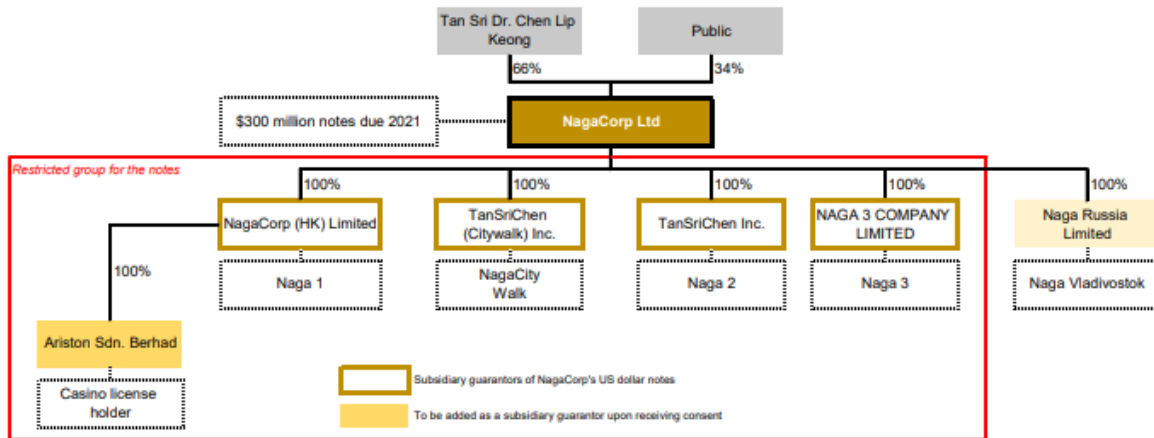 Tan Sri Dr. Chen Lip
Keong
Public
66%
34%
$300 million notes due 2021
NagaCorp Ltd
Restricted group for the notes
100%
100%
100%
100%
100%
NagaCorp (HK) Limited
TanSriChen
(Citywalk) Inc.
TanSriChen Inc.
NAGA 3 COMPANY
LIMITED
Naga Russia
Limited
100%
Naga 1
NagaCity
Walk
Naga 2
Naga 3
Naga Vladivostok
Ariston Sdn. Berhad
Casino license
holder
Subsidiary guarantors of NagaCorp's US dollar notes
To be added as a subsidiary guarantor upon receiving consent